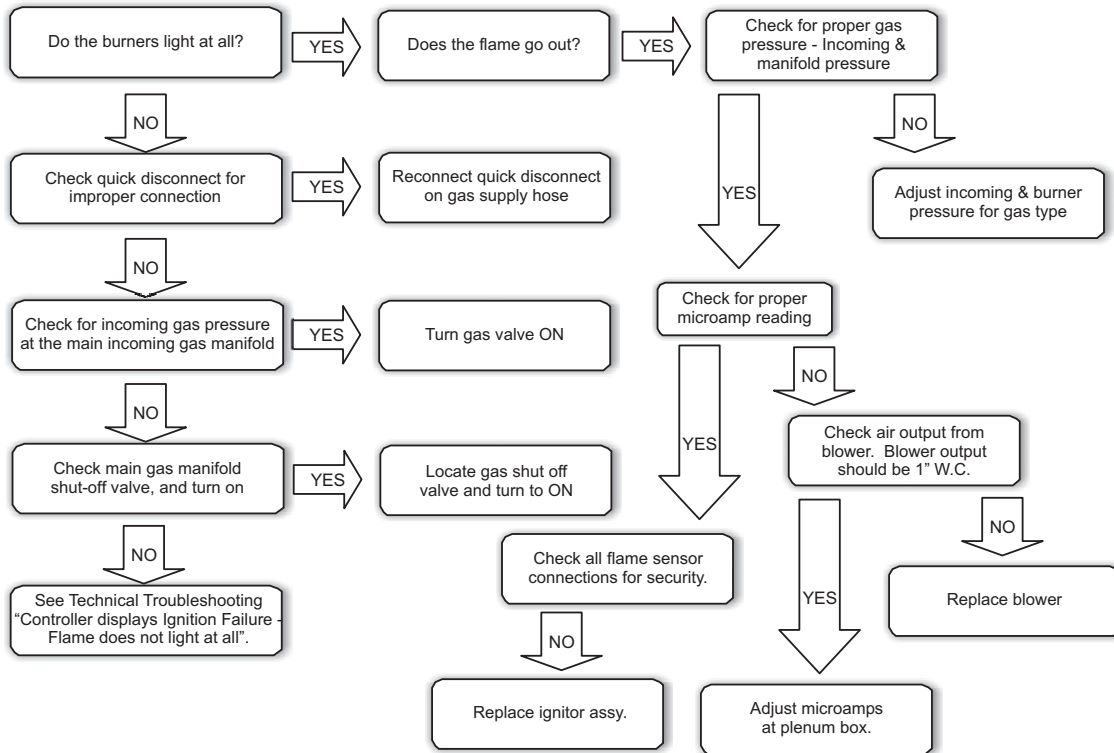 Do the burners light at all?
YES
Does the flame go out?
YES
Check for proper gas
pressure - Incoming &
manifold pressure
NO
YES
NO
Check quick disconnect for
improper connection
YES
Reconnect quick disconnect
on gas supply hose
Adjust incoming & burner
pressure for gas type
NO
Check for incoming gas pressure
at the main incoming gas manifold
YES
Turn gas valve ON
Check for proper
microamp reading
NO
YES
NO
Check main gas manifold
shut-off valve, and turn on
YES
Locate gas shut off
valve and turn to ON
Check air output from
blower.  Blower output
should be 1" W.C.
NO
YES
NO
See Technical Troubleshooting
“Controller displays Ignition Failure -
Flame does not light at all”.
Check all flame sensor
connections for security.
Replace blower
NO
Replace ignitor assy.
Adjust microamps
at plenum box.